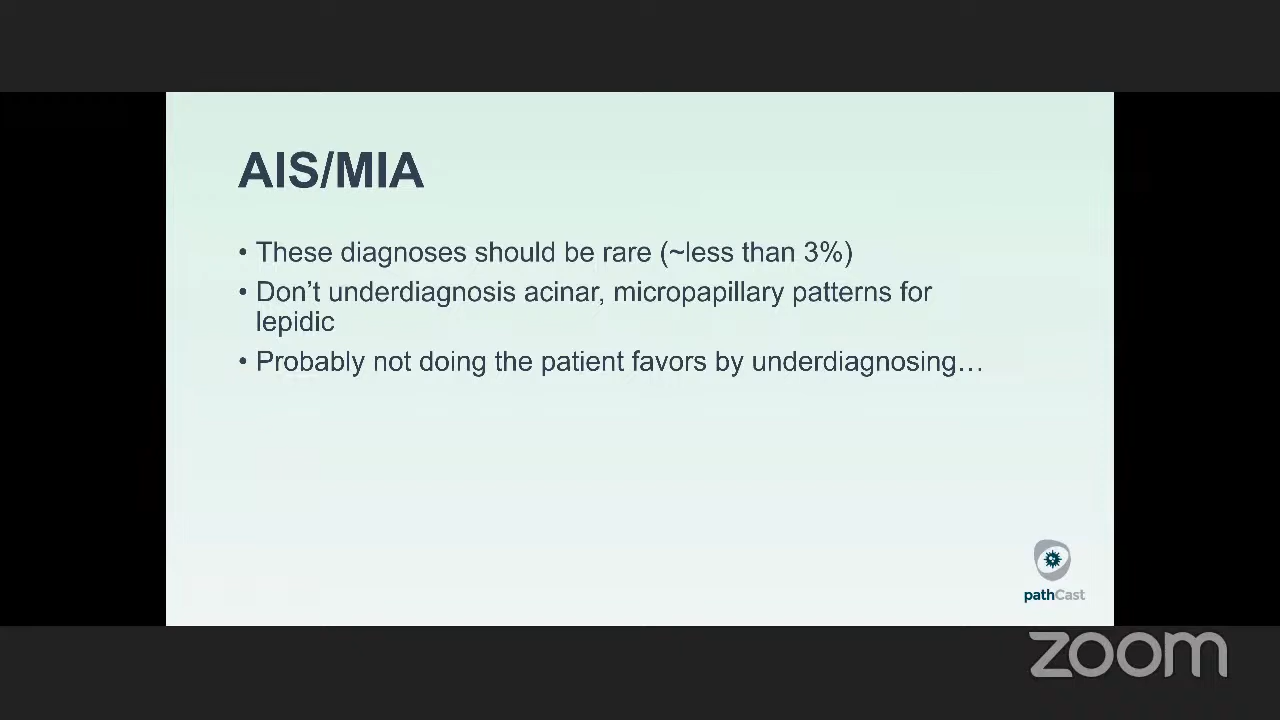 AIS/MIA
• These diagnoses should be rare (~less than 3%)
• Don't underdiagnosis acinar, micropapillary patterns for
lepidic
• Probably not doing the patient favors by underdiagnosing…
pathCast
zoom